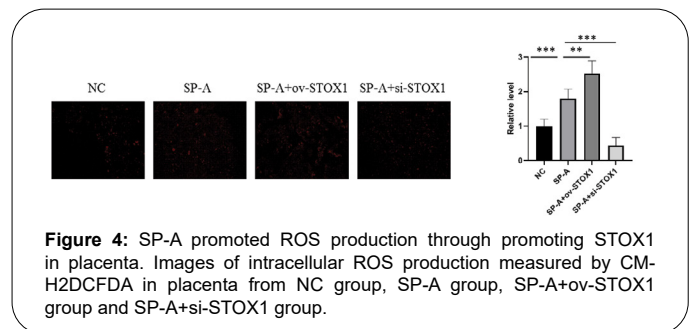 NC SP-A SP-A+ov-STOX1 SP-A+si-STOX1
***
*** **
Relative level
3
2
1
0
NC
SP-A
SP-A+ov-STOX1
SP-A+si-STOX1
Figure 4: SP-A promoted ROS production through promoting STOX1
in placenta. Images of intracellular ROS production measured by CM-
H2DCFDA in placenta from NC group, SP-A group, SP-A+ov-STOX1
group and SP-A+si-STOX1 group.